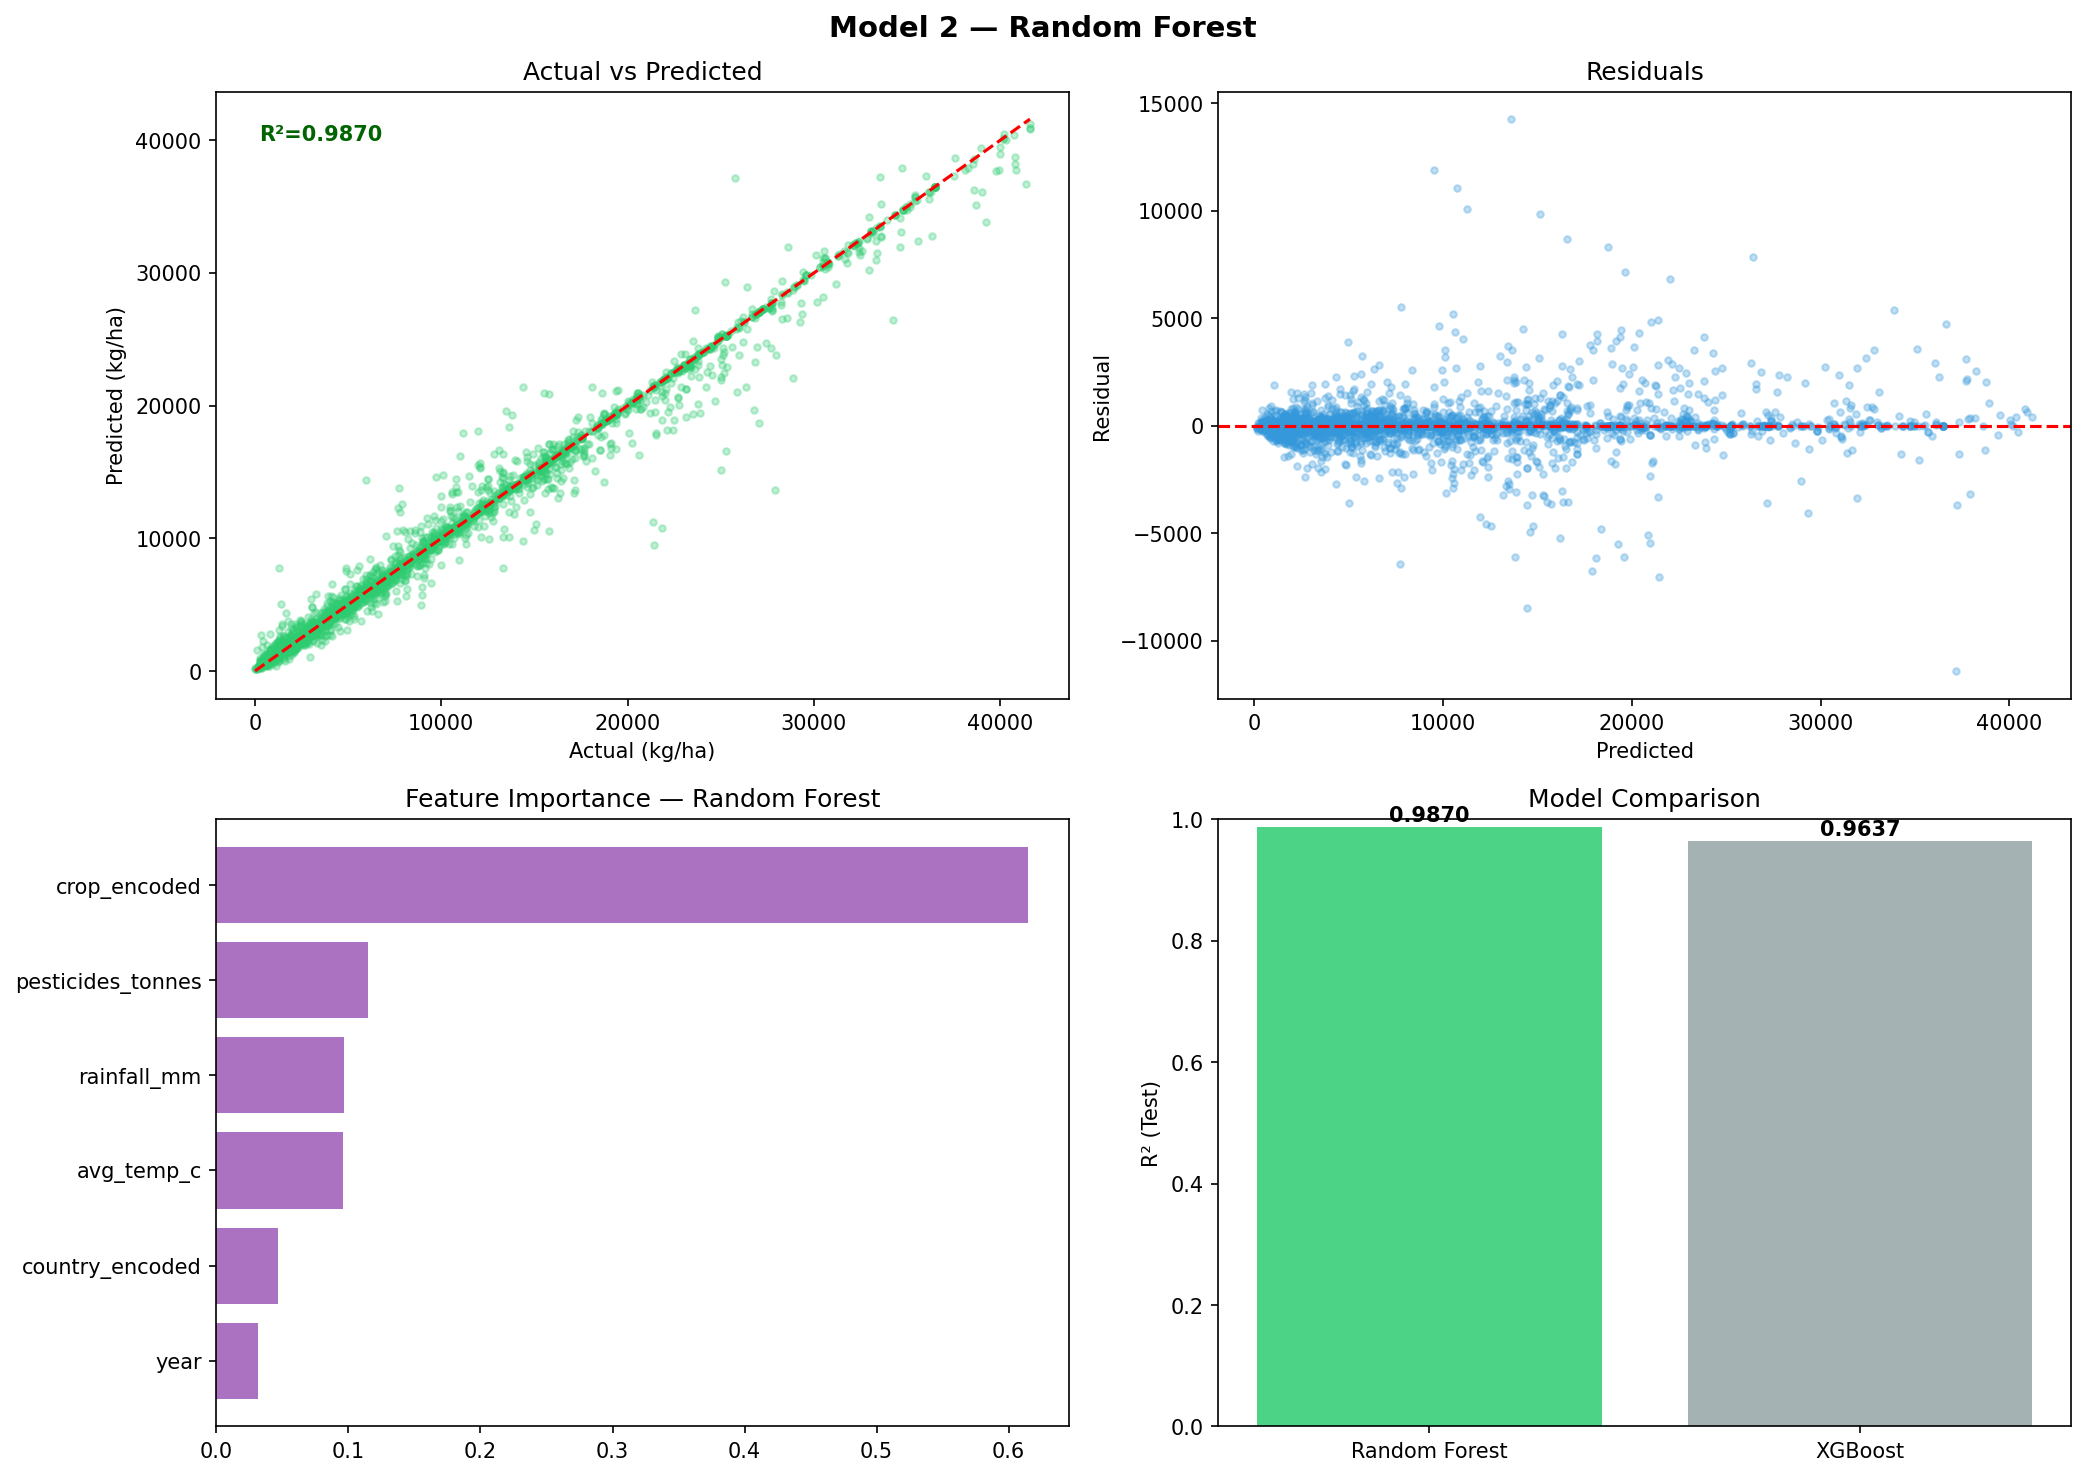 Model 2 — Random Forest
Actual vs Predicted
R²=0.9870
40000
30000
20000
10000
0
Predicted (kg/ha)
0
10000
20000
30000
40000
Actual (kg/ha)
Residuals
15000
10000
5000
0
−5000
−10000
Residual
0
10000
20000
30000
40000
Predicted
Feature Importance — Random Forest
crop_encoded
pesticides_tonnes
rainfall_mm
avg_temp_c
country_encoded
year
0.0
0.1
0.2
0.3
0.4
0.5
0.6
Model Comparison
0.9870
0.9637
1.0
0.8
0.6
0.4
0.2
0.0
R² (Test)
Random Forest
XGBoost